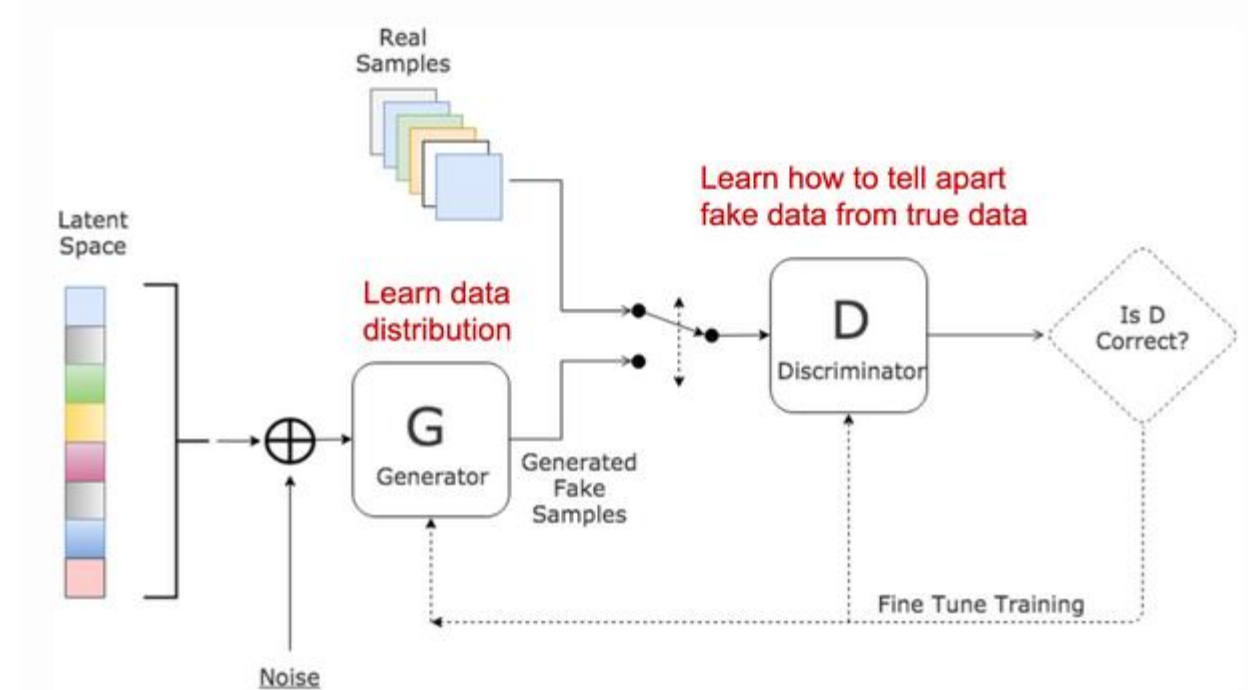 Real
Samples
Learn how to tell apart
fake data from true data
Latent
Space
Learn data
distribution
Is D
Correct?
D
Discriminator
G
Generator
Generated
Fake
Samples
Fine Tune Training
Noise